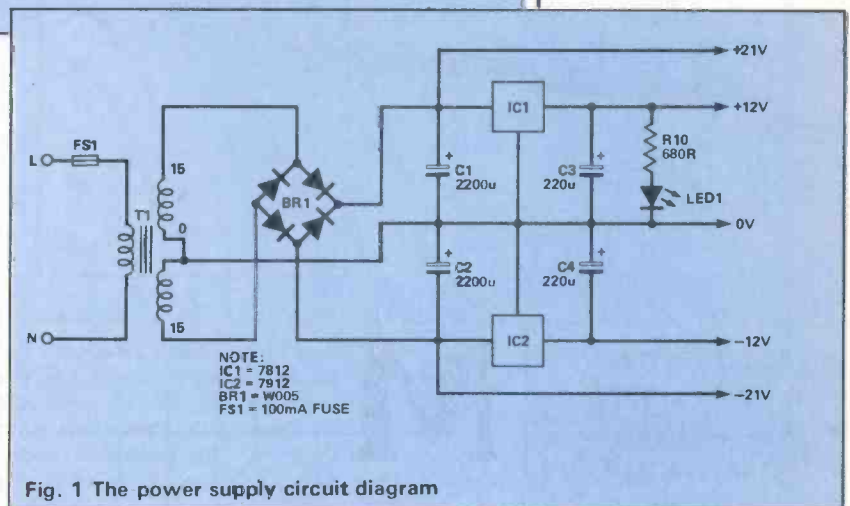 +21V
IC1
+12V
FS1
L
15
R10
680R
C1
2200u
C3
220u
LED1
BR1
T1
0
0V
C2
2200u
C4
220u
15
N
IC2
-12V
NOTE:
IC1 = 7812
IC2 = 7912
BR1 = W005
FS1 = 100mA FUSE
-21V
+
+
+
+
Fig. 1 The power supply circuit diagram